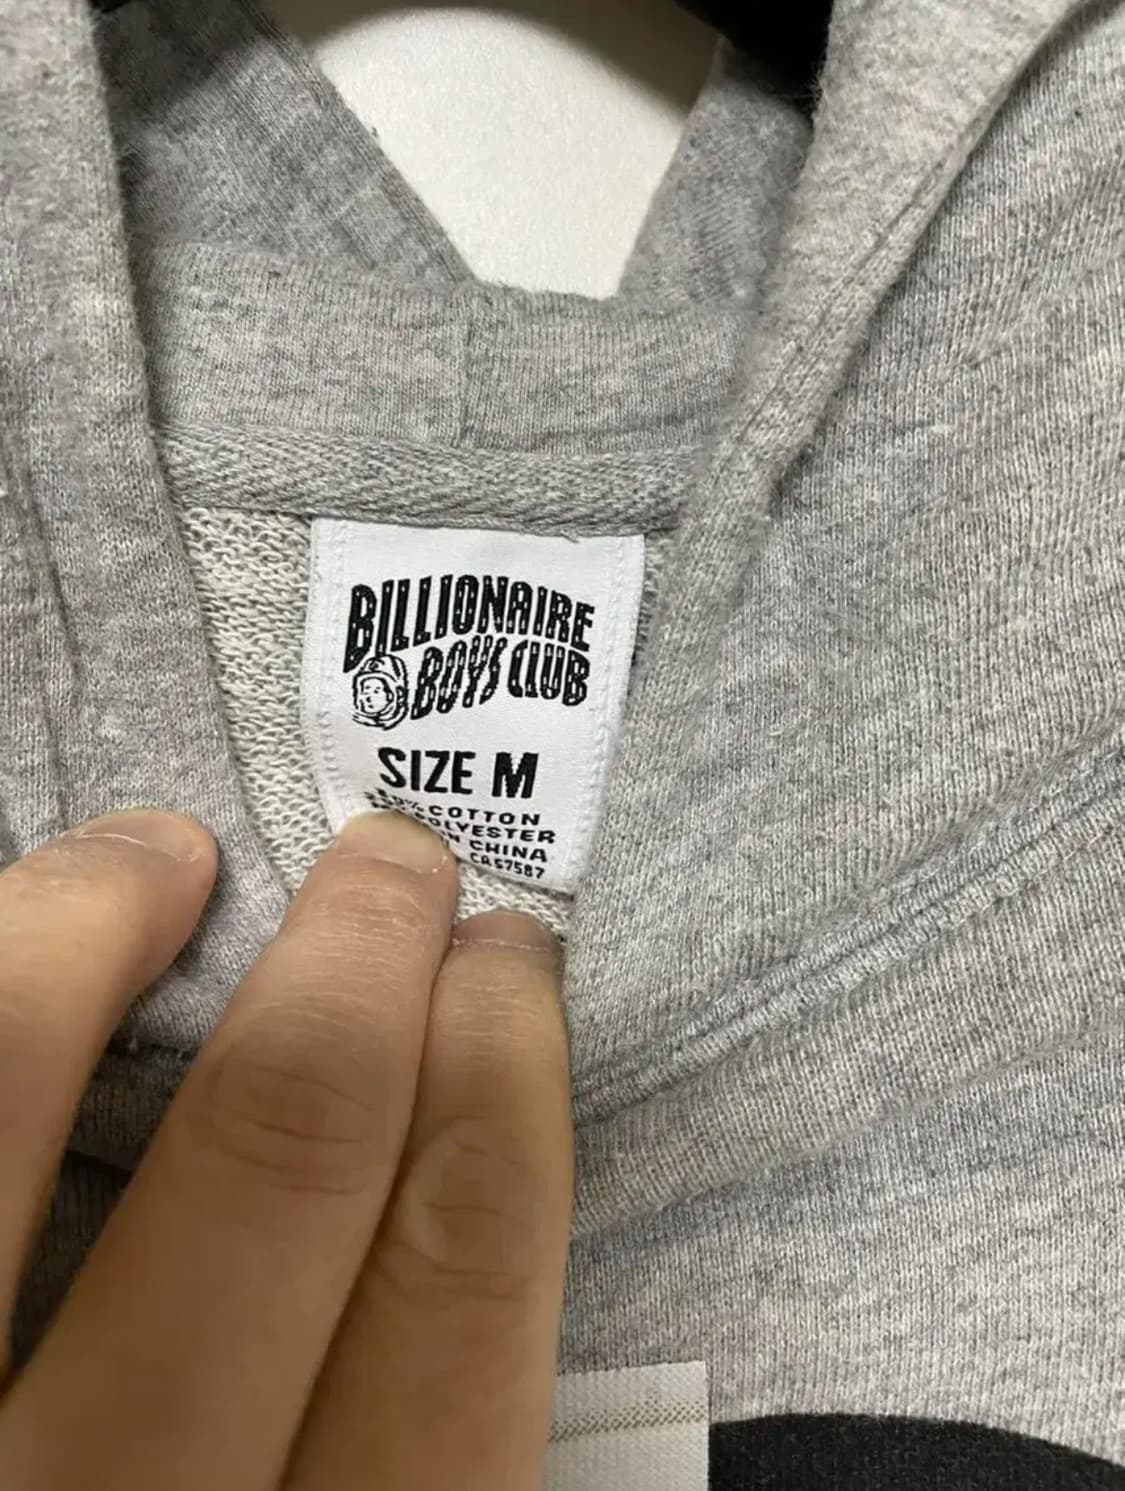 BILLIONAIRE
BOYS CLUB
SIZE M
COTTON
CHINA
CA57587